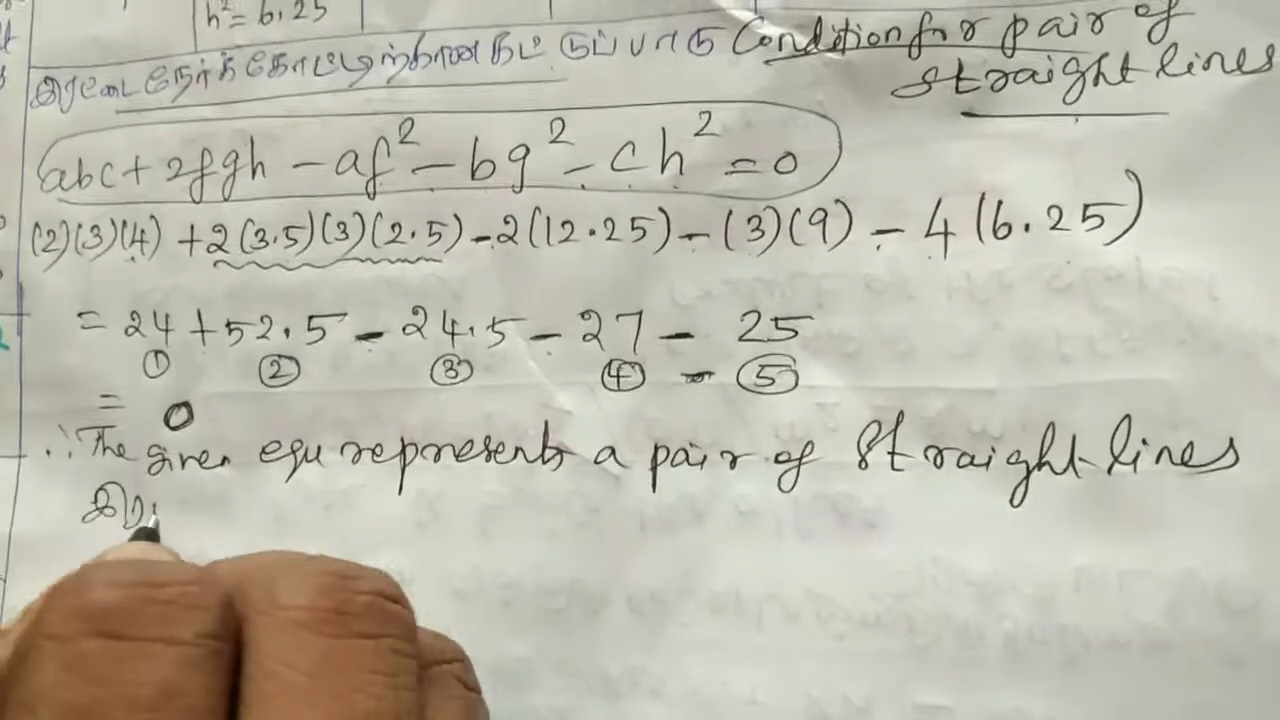 h² = 6.25
Condition for pair of
straight lines
abc + 2fgh - af² - bg² - ch² = 0
(2)(3)(4) + 2(3.5)(3)(2.5) - 2(12.25) - (3)(9) - 4(6.25)
= 24 + 52.5 - 24.5 - 27 - 25
① ② ③ ④ - ⑤
= 0
∴ The given equ represents a pair of straight lines